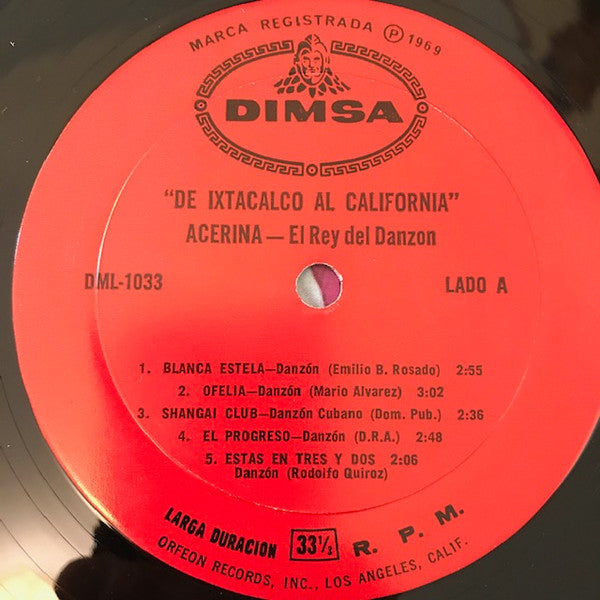 MARCA REGISTRADA Ⓟ 1969
DIMSA
"DE IXTACALCO AL CALIFORNIA"
ACERINA — El Rey del Danzon
DML-1033 LADO A
1. BLANCA ESTELA—Danzón (Emilio B. Rosado) 2:55
2. OFELIA—Danzón (Mario Alvarez) 3:02
3. SHANGAI CLUB—Danzón Cubano (Dom. Pub.) 2:36
4. EL PROGRESO—Danzón (D.R.A.) 2:48
5. ESTAS EN TRES Y DOS 2:06
Danzón (Rodolfo Quiroz)
LARGA DURACION 33⅓ R. P. M.
ORFEON RECORDS, INC., LOS ANGELES, CALIF.